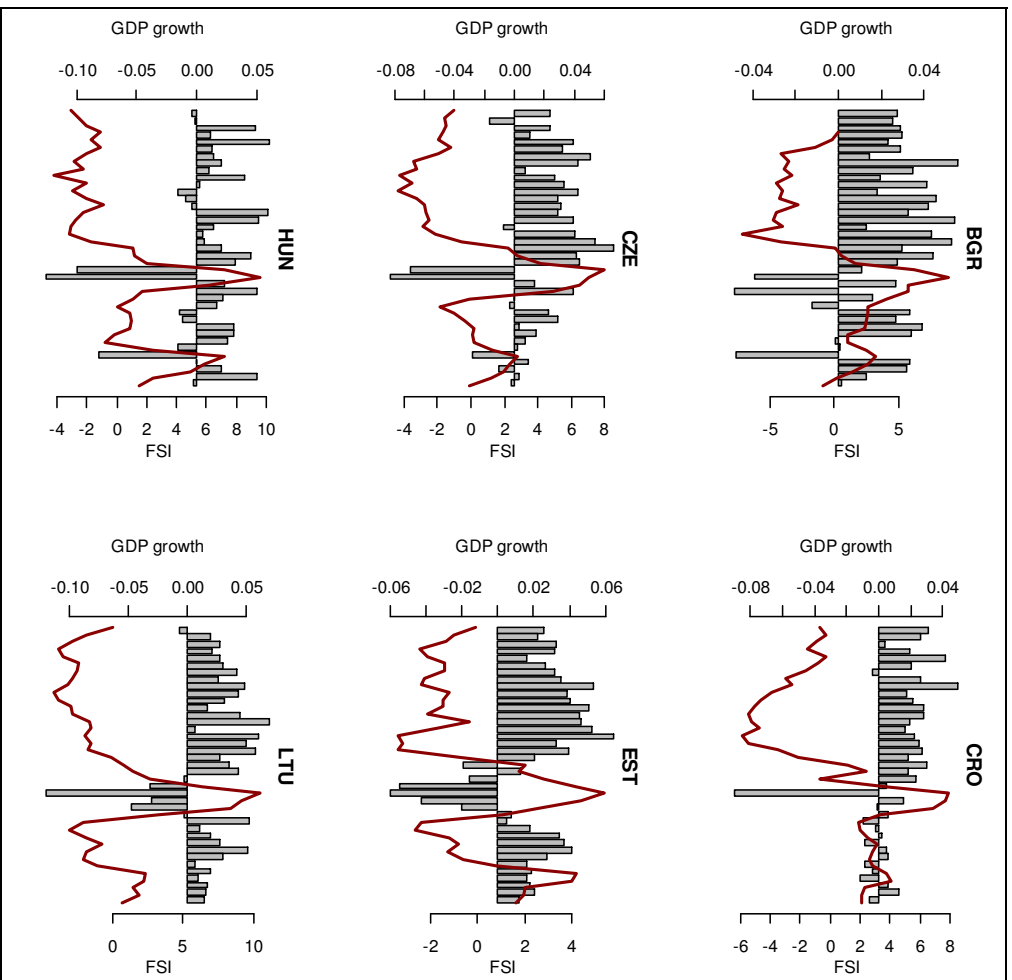 GDP growth GDP growth GDP growth
-0.10 -0.05 0.00 0.05 -0.08 -0.04 0.00 0.04 -0.04 0.00 0.04
HUN CZE BGR
-4 -2 0 2 4 6 8 10 -4 -2 0 2 4 6 8 -5 0 5
FSI FSI FSI
GDP growth GDP growth GDP growth
-0.10 -0.05 0.00 0.05 -0.06 -0.02 0.02 0.06 -0.08 -0.04 0.00 0.04
LTU EST CRO
0 5 10 -2 0 2 4 -6 -4 -2 0 2 4 6 8
FSI FSI FSI